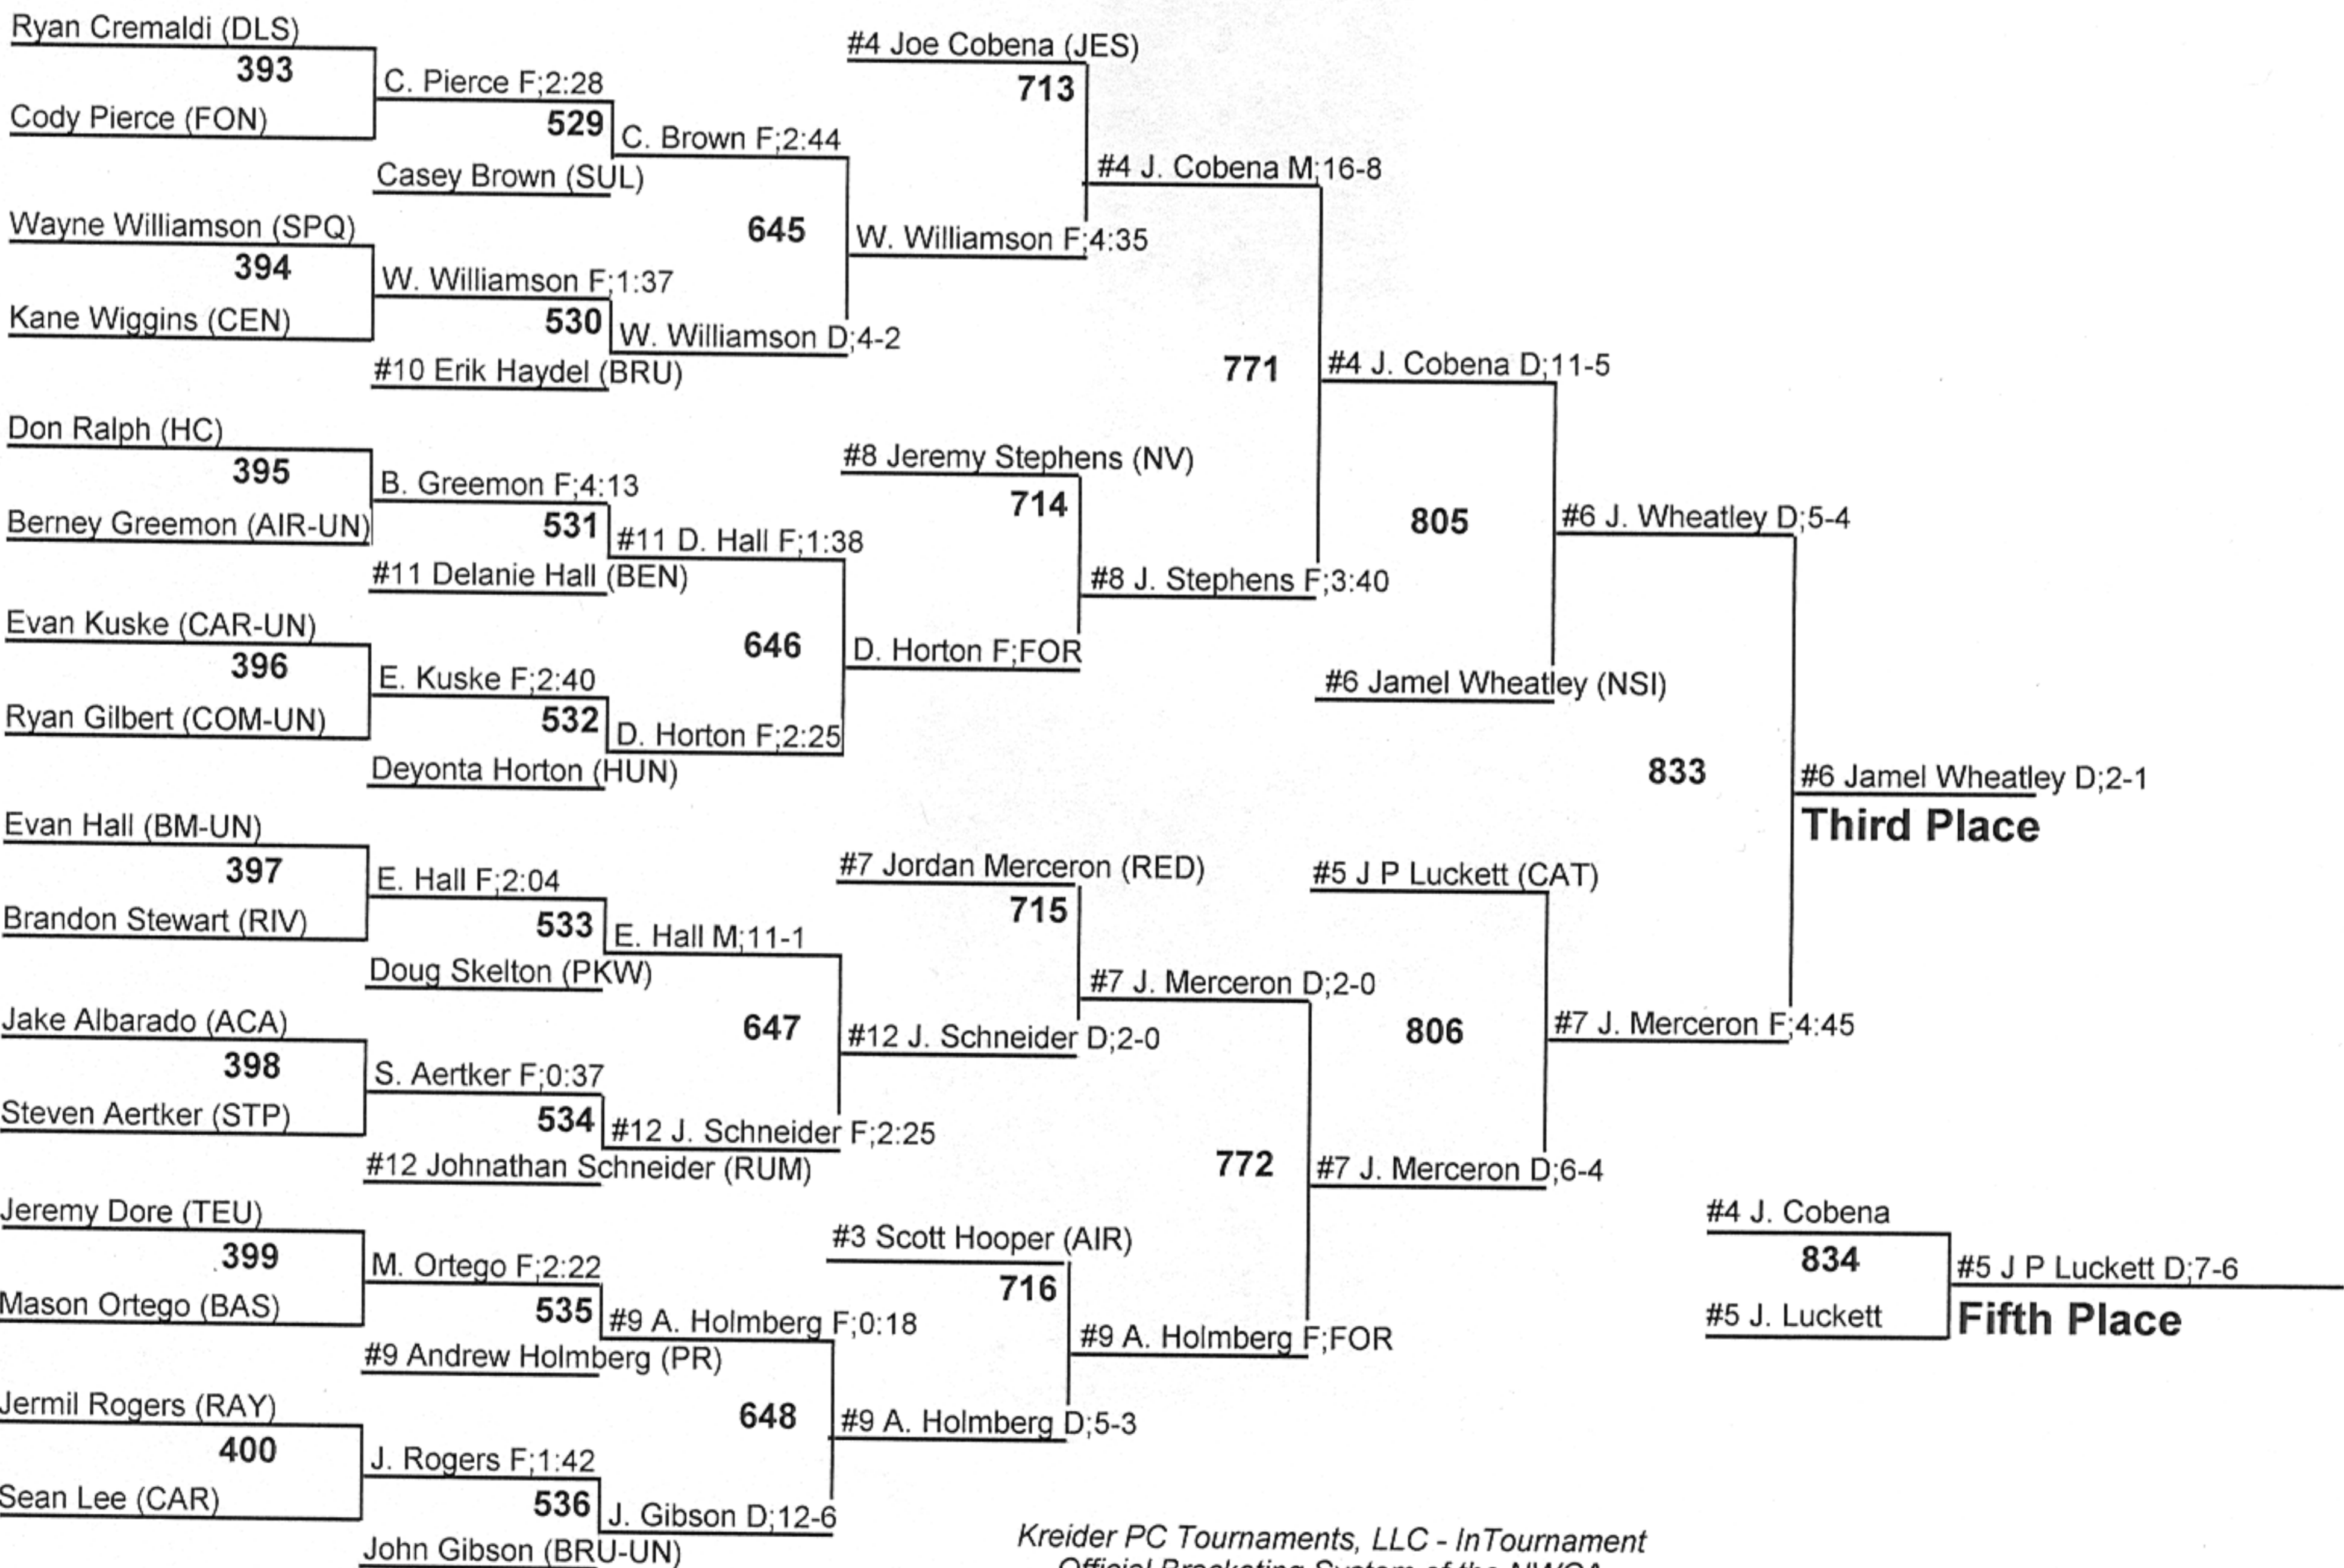 Ryan Cremaldi (DLS)
393
Cody Pierce (FON)
Wayne Williamson (SPQ)
394
Kane Wiggins (CEN)
Don Ralph (HC)
395
Berney Greemon (AIR-UN)
Evan Kuske (CAR-UN)
396
Ryan Gilbert (COM-UN)
Evan Hall (BM-UN)
397
Brandon Stewart (RIV)
Jake Albarado (ACA)
398
Steven Aertker (STP)
Jeremy Dore (TEU)
399
Mason Ortego (BAS)
Jermil Rogers (RAY)
400
Sean Lee (CAR)
C. Pierce F;2:28
529
Casey Brown (SUL)
W. Williamson F;1:37
530
#10 Erik Haydel (BRU)
B. Greemon F;4:13
531
#11 Delanie Hall (BEN)
E. Kuske F;2:40
532
Deyonta Horton (HUN)
E. Hall F;2:04
533
Doug Skelton (PKW)
S. Aertker F;0:37
534
#12 Johnathan Schneider (RUM)
M. Ortego F;2:22
535
#9 Andrew Holmberg (PR)
J. Rogers F;1:42
536
John Gibson (BRU-UN)
C. Brown F;2:44
645
W. Williamson D;4-2
#11 D. Hall F;1:38
646
D. Horton F;2:25
E. Hall M;11-1
647
#12 J. Schneider F;2:25
#9 A. Holmberg F;0:18
648
J. Gibson D;12-6
#4 Joe Cobena (JES)
713
W. Williamson F;4:35
#8 Jeremy Stephens (NV)
714
D. Horton F;FOR
#7 Jordan Merceron (RED)
715
#12 J. Schneider D;2-0
#3 Scott Hooper (AIR)
716
#9 A. Holmberg D;5-3
#4 J. Cobena M;16-8
771
#8 J. Stephens F;3:40
#7 J. Merceron D;2-0
772
#9 A. Holmberg F;FOR
#4 J. Cobena D;11-5
805
#6 Jamel Wheatley (NSI)
#5 J P Luckett (CAT)
806
#7 J. Merceron D;6-4
#6 J. Wheatley D;5-4
833
#7 J. Merceron F;4:45
#6 Jamel Wheatley D;2-1
Third Place
#4 J. Cobena
834
#5 J. Luckett
#5 J P Luckett D;7-6
Fifth Place
Kreider PC Tournaments, LLC - InTournament
Official Bracketing System of the NWCA